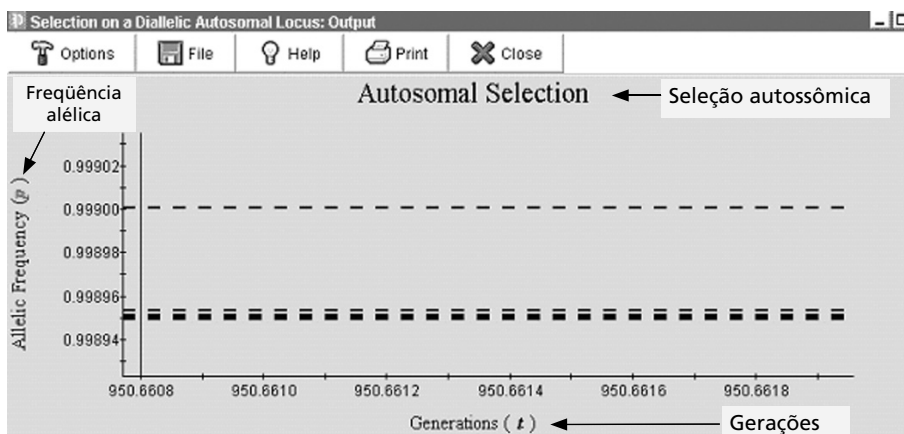 Selection on a Diallelic Autosomal Locus: Output
Options File Help Print Close
Freqüência
alélica
Autosomal Selection
Seleção autossômica
Allelic Frequency (p)
0.99902
0.99900
0.99898
0.99896
0.99894
950.6608 950.6610 950.6612 950.6614 950.6616 950.6618
Generations ( t )
Gerações